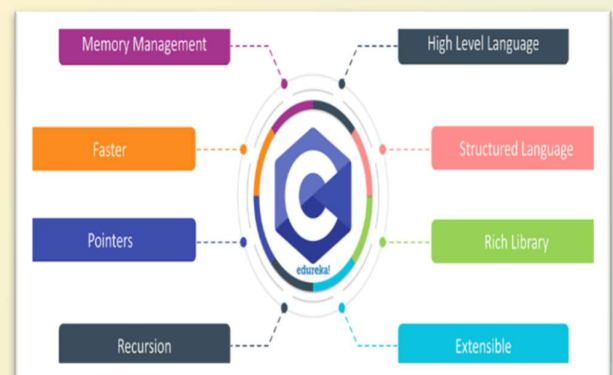 Memory Management
High Level Language
Faster
Structured Language
Pointers
Rich Library
C
edureka!
Recursion
Extensible